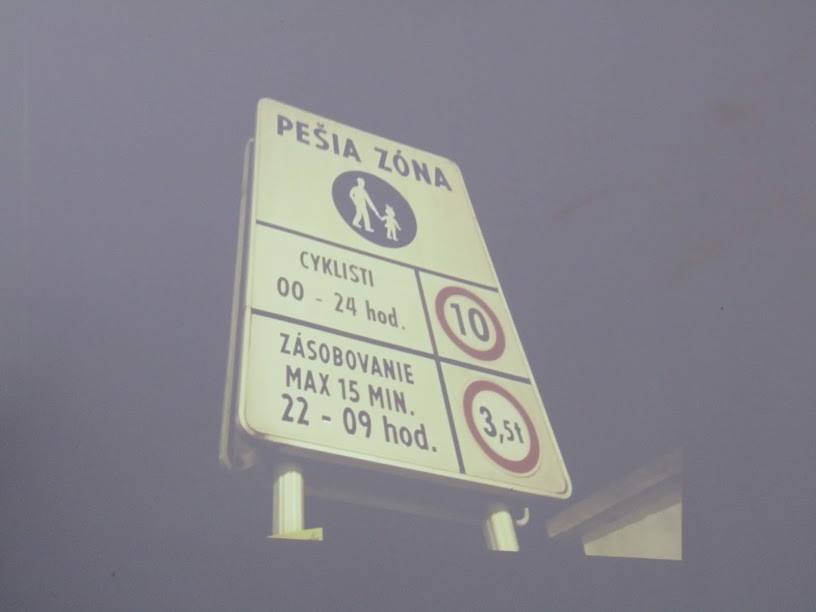 PEŠIA ZÓNA
CYKLISTI
00 - 24 hod.
10
ZÁSOBOVANIE
MAX 15 MIN.
22 - 09 hod.
3,5t